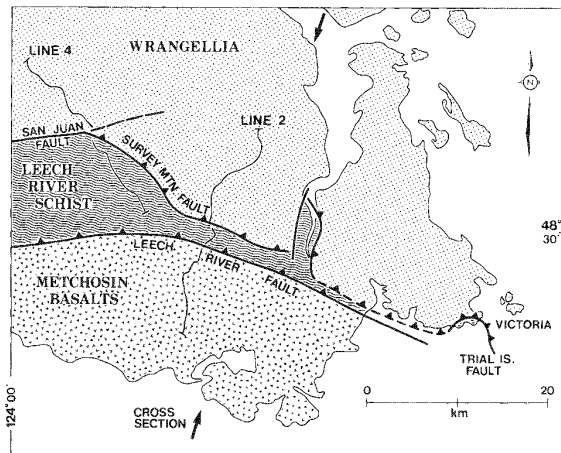 WRANGELLIA
LINE 4
N
LINE 2
SAN JUAN
FAULT
SURVEY MTN. FAULT
LEECH
RIVER
SCHIST
48°
30'
LEECH RIVER FAULT
METCHOSIN
BASALTS
VICTORIA
TRIAL IS.
FAULT
124°00'
CROSS
SECTION
0 20
km